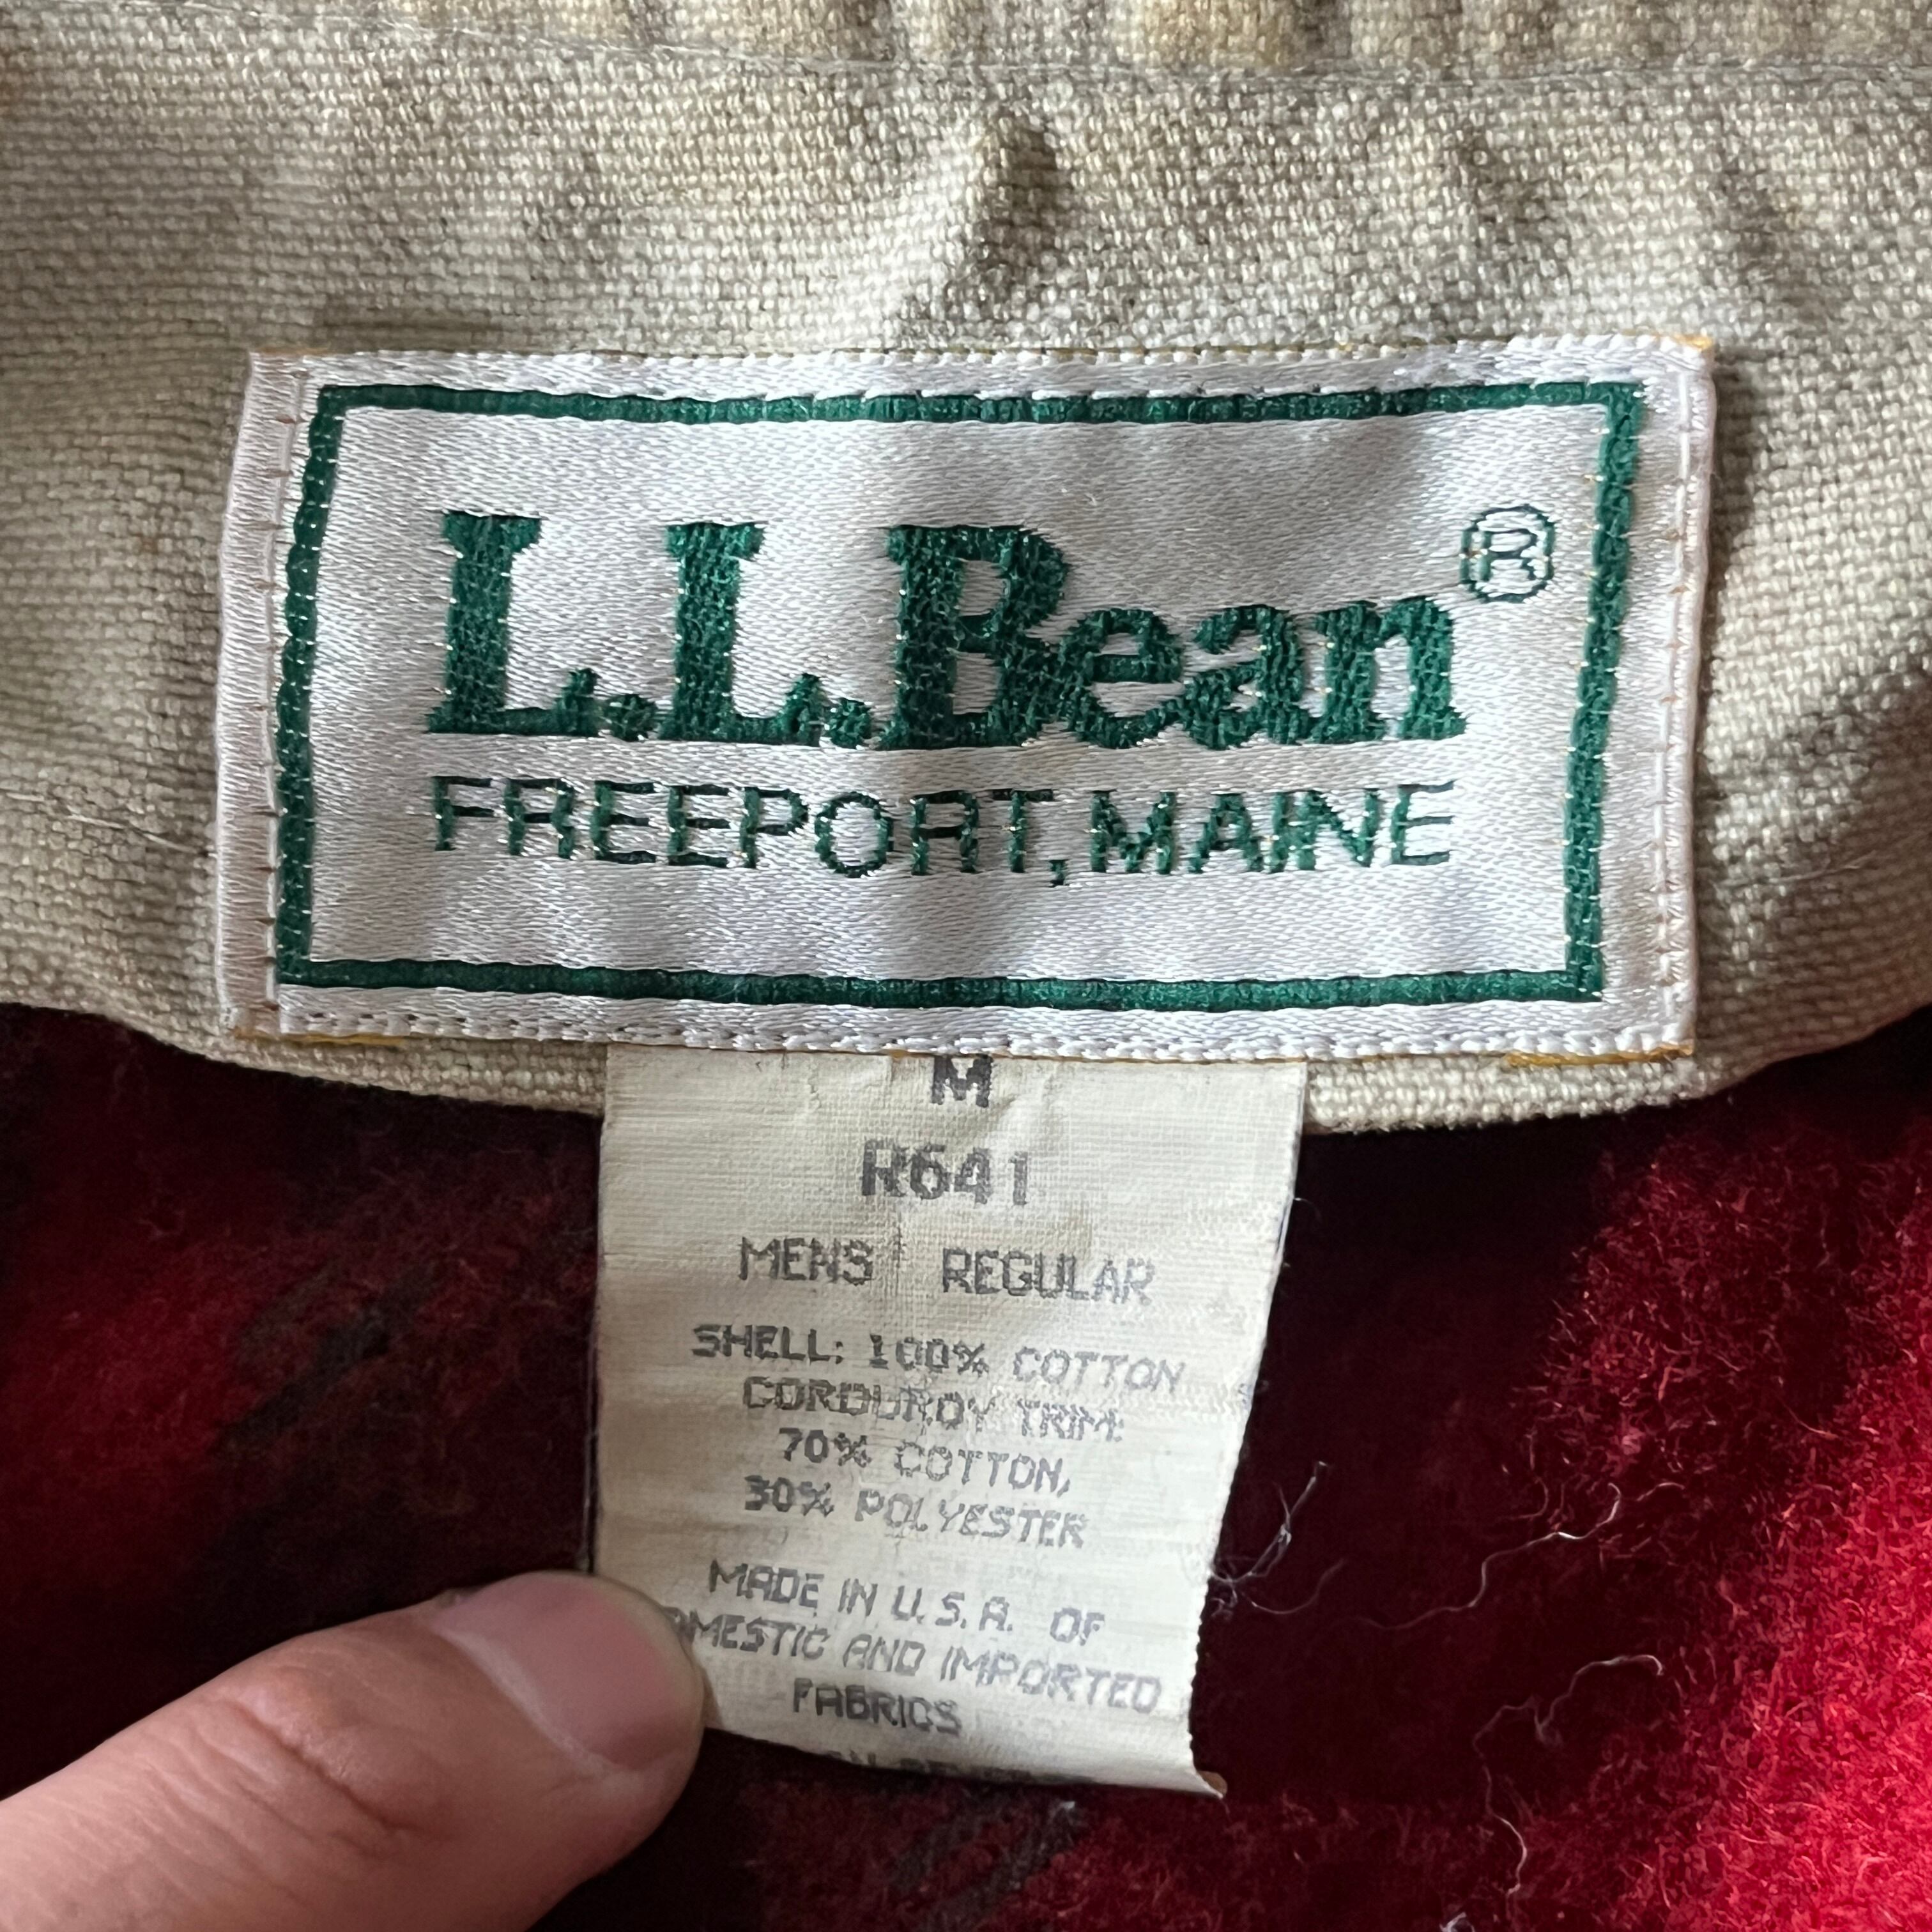 L.L.Bean®
FREEPORT, MAINE
M
R641
MENS REGULAR
SHELL: 100% COTTON
CORDUROY TRIM:
70% COTTON,
30% POLYESTER
MADE IN U.S.A. OF
OMESTIC AND IMPORTED
FABRICS